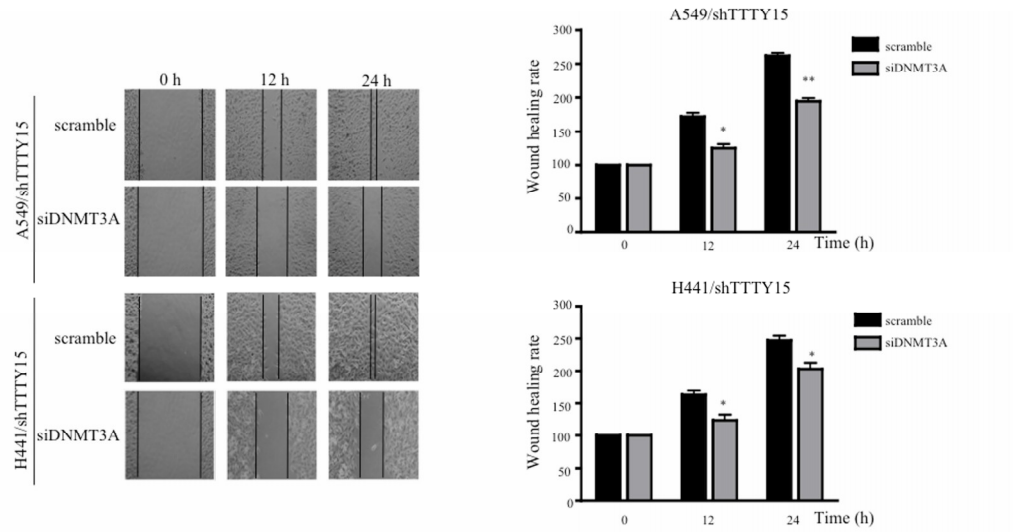 0 h
12 h
24 h
A549/shTTTY15
scramble
siDNMT3A
H441/shTTTY15
scramble
siDNMT3A
A549/shTTTY15
Wound healing rate
300
250
200
150
100
50
0
*
**
0
12
24
Time (h)
scramble
siDNMT3A
H441/shTTTY15
Wound healing rate
300
250
200
150
100
50
0
*
*
0
12
24
Time (h)
scramble
siDNMT3A